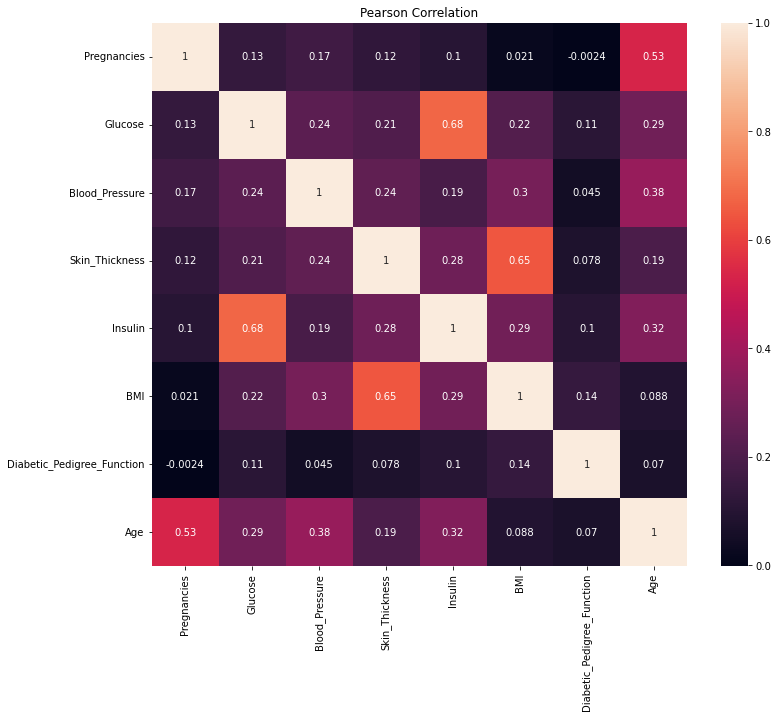 Pearson Correlation
Pregnancies 1 0.13 0.17 0.12 0.1 0.021 -0.0024 0.53
Glucose 0.13 1 0.24 0.21 0.68 0.22 0.11 0.29
Blood_Pressure 0.17 0.24 1 0.24 0.19 0.3 0.045 0.38
Skin_Thickness 0.12 0.21 0.24 1 0.28 0.65 0.078 0.19
Insulin 0.1 0.68 0.19 0.28 1 0.29 0.1 0.32
BMI 0.021 0.22 0.3 0.65 0.29 1 0.14 0.088
Diabetic_Pedigree_Function -0.0024 0.11 0.045 0.078 0.1 0.14 1 0.07
Age 0.53 0.29 0.38 0.19 0.32 0.088 0.07 1
Pregnancies
Glucose
Blood_Pressure
Skin_Thickness
Insulin
BMI
Diabetic_Pedigree_Function
Age
1.0
0.8
0.6
0.4
0.2
0.0